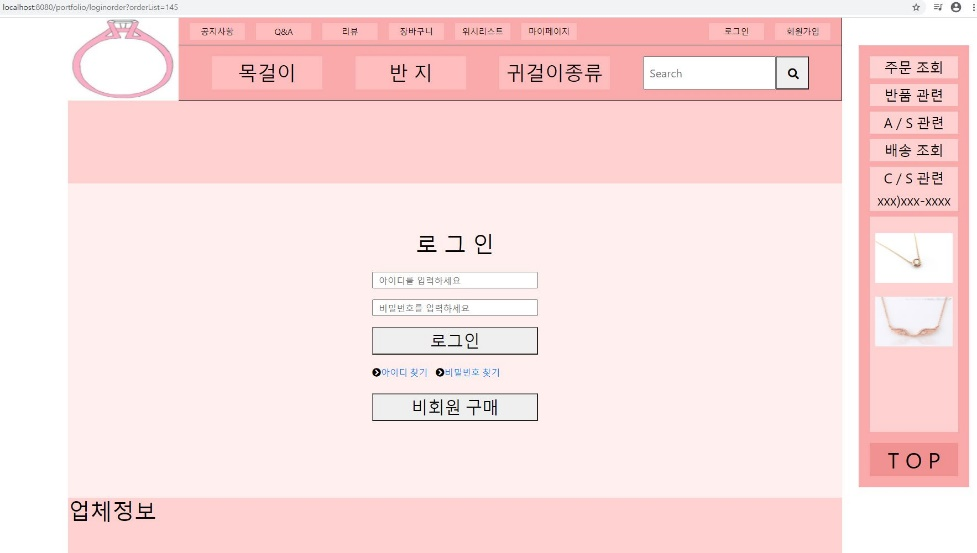 localhost:8080/portfolio/loginorder?orderList=145
공지사항 Q&A 리뷰 장바구니 위시리스트 마이페이지 로그인 회원가입
목걸이 반 지 귀걸이종류 Search
로 그 인
아이디를 입력하세요
비밀번호를 입력하세요
로그인
아이디 찾기 비밀번호 찾기
비회원 구매
업체정보
주문 조회
반품 관련
A / S 관련
배송 조회
C / S 관련
xxx)xxx-xxxx
T O P